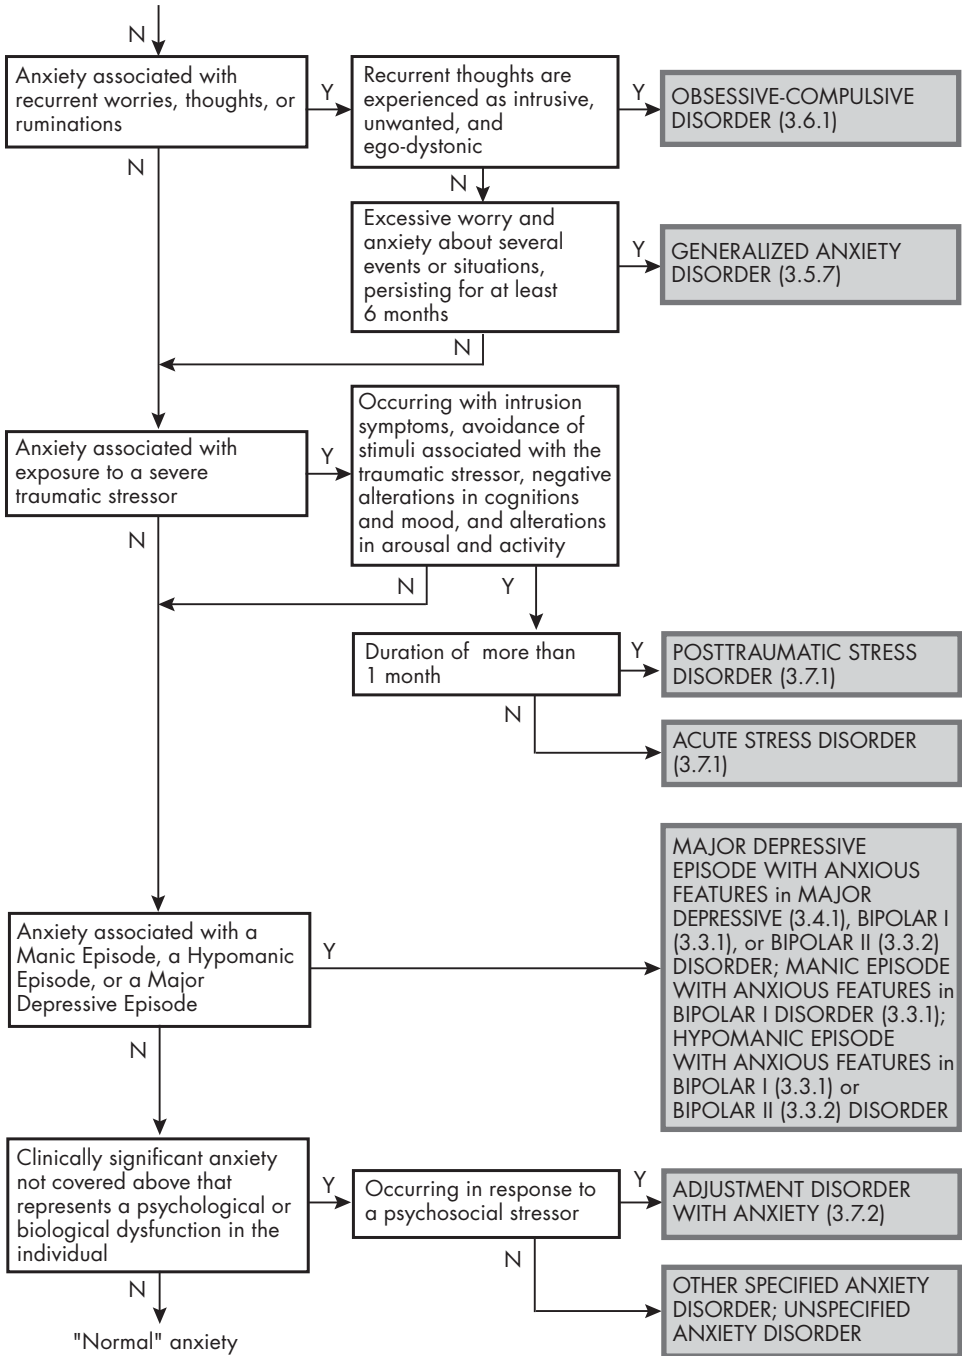 N
Anxiety associated with
recurrent worries, thoughts, or
ruminations
Y
Recurrent thoughts are
experienced as intrusive,
unwanted, and
ego-dystonic
Y
OBSESSIVE-COMPULSIVE
DISORDER (3.6.1)
N
N
Excessive worry and
anxiety about several
events or situations,
persisting for at least
6 months
Y
GENERALIZED ANXIETY
DISORDER (3.5.7)
N
Anxiety associated with
exposure to a severe
traumatic stressor
Y
Occurring with intrusion
symptoms, avoidance of
stimuli associated with the
traumatic stressor, negative
alterations in cognitions
and mood, and alterations
in arousal and activity
N
N
Y
Duration of more than
1 month
Y
POSTTRAUMATIC STRESS
DISORDER (3.7.1)
N
ACUTE STRESS DISORDER
(3.7.1)
Anxiety associated with a
Manic Episode, a Hypomanic
Episode, or a Major
Depressive Episode
Y
MAJOR DEPRESSIVE
EPISODE WITH ANXIOUS
FEATURES in MAJOR
DEPRESSIVE (3.4.1), BIPOLAR I
(3.3.1), or BIPOLAR II (3.3.2)
DISORDER; MANIC EPISODE
WITH ANXIOUS FEATURES in
BIPOLAR I DISORDER (3.3.1);
HYPOMANIC EPISODE
WITH ANXIOUS FEATURES in
BIPOLAR I (3.3.1) or
BIPOLAR II (3.3.2) DISORDER
N
Clinically significant anxiety
not covered above that
represents a psychological or
biological dysfunction in the
individual
Y
Occurring in response to
a psychosocial stressor
Y
ADJUSTMENT DISORDER
WITH ANXIETY (3.7.2)
N
OTHER SPECIFIED ANXIETY
DISORDER; UNSPECIFIED
ANXIETY DISORDER
N
"Normal" anxiety